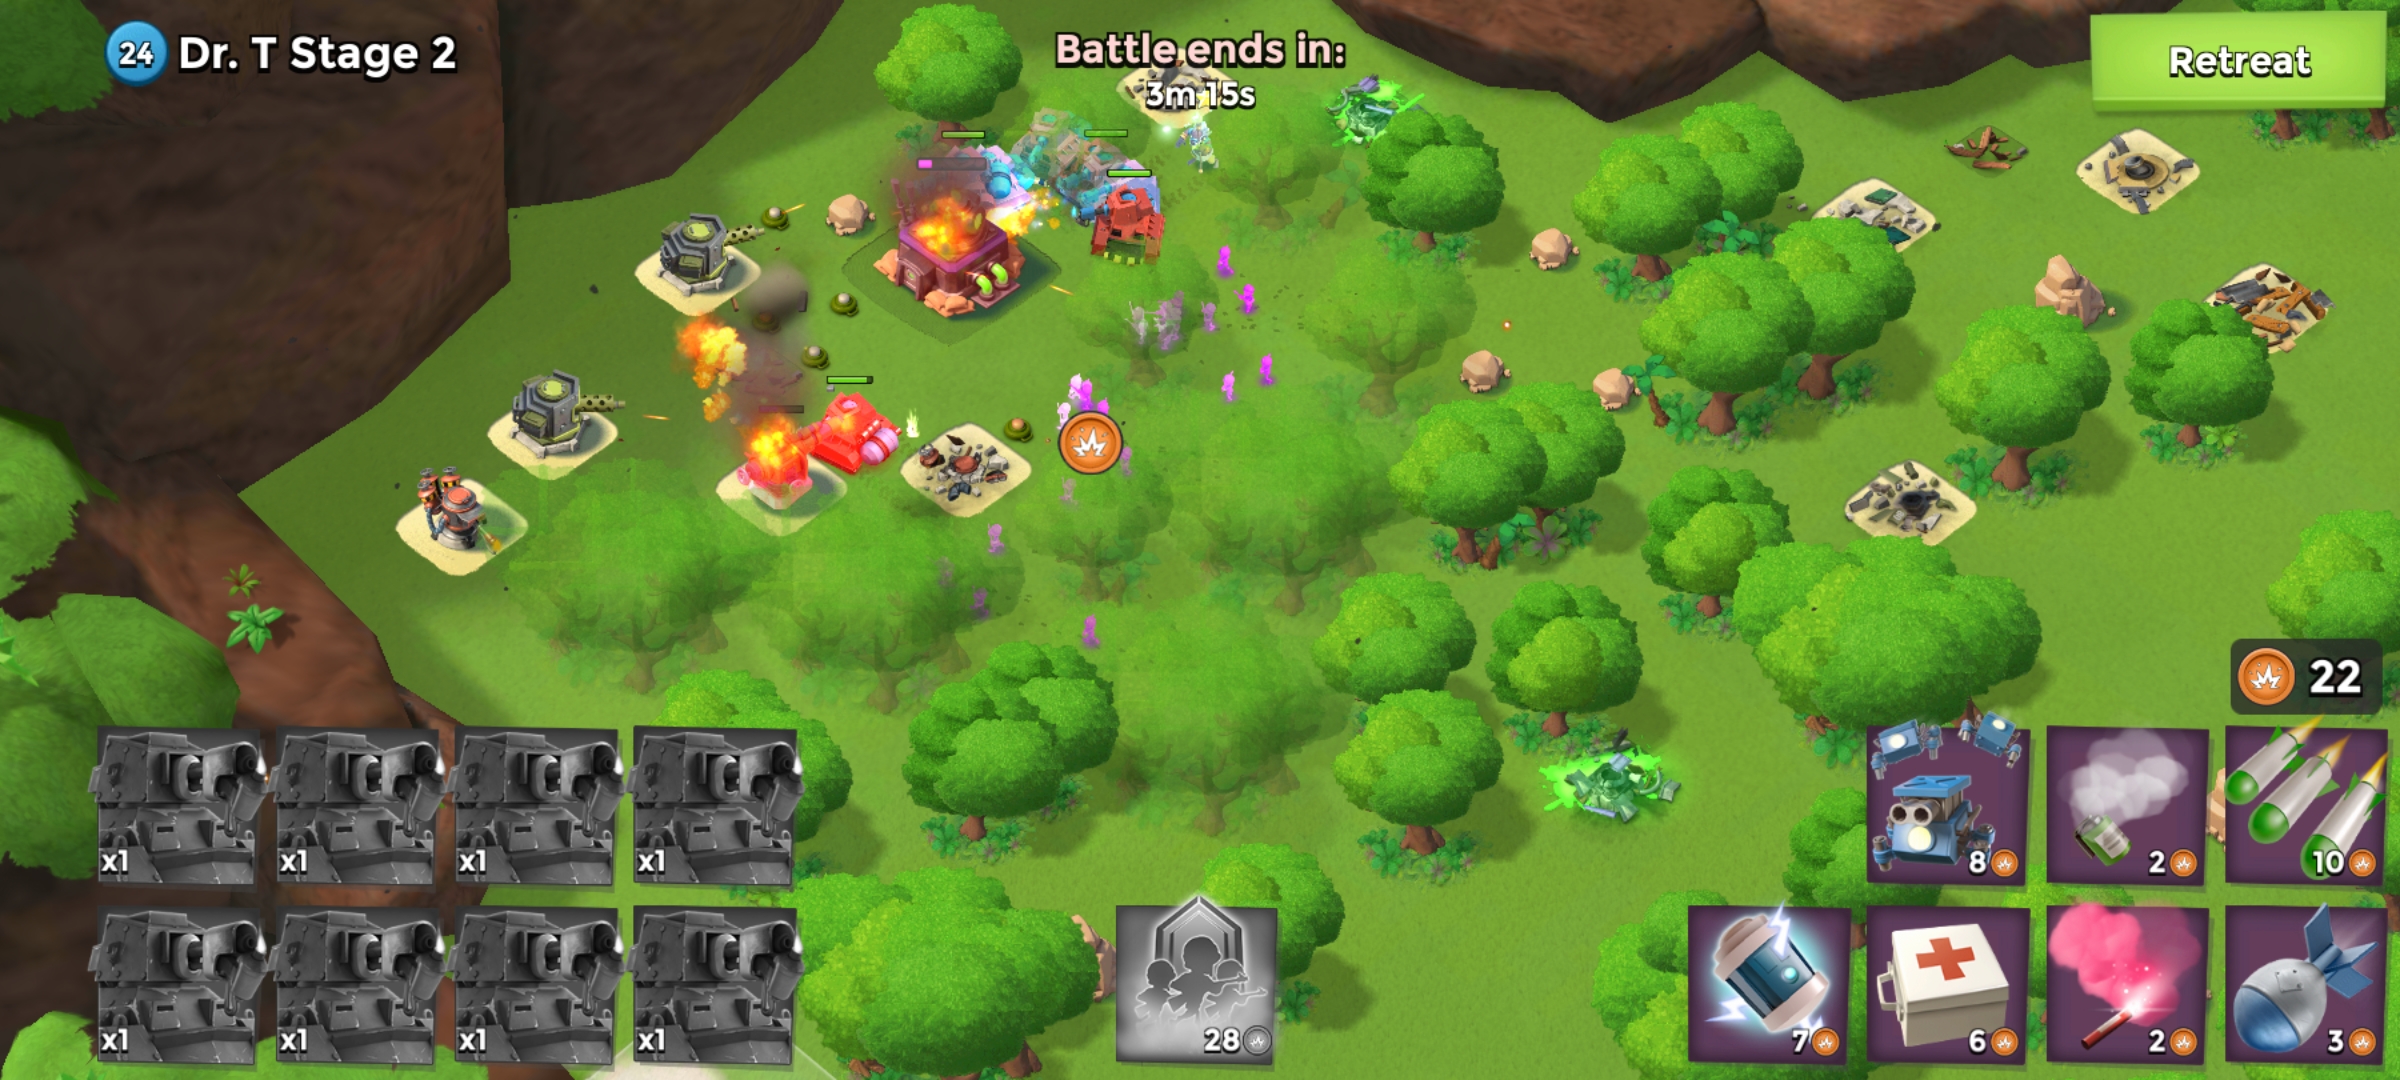 24 Dr. T Stage 2
Battle ends in:
3m 15s
Retreat
22
x1 x1 x1 x1
8 2 10
x1 x1 x1 x1
28
7 6 2 3